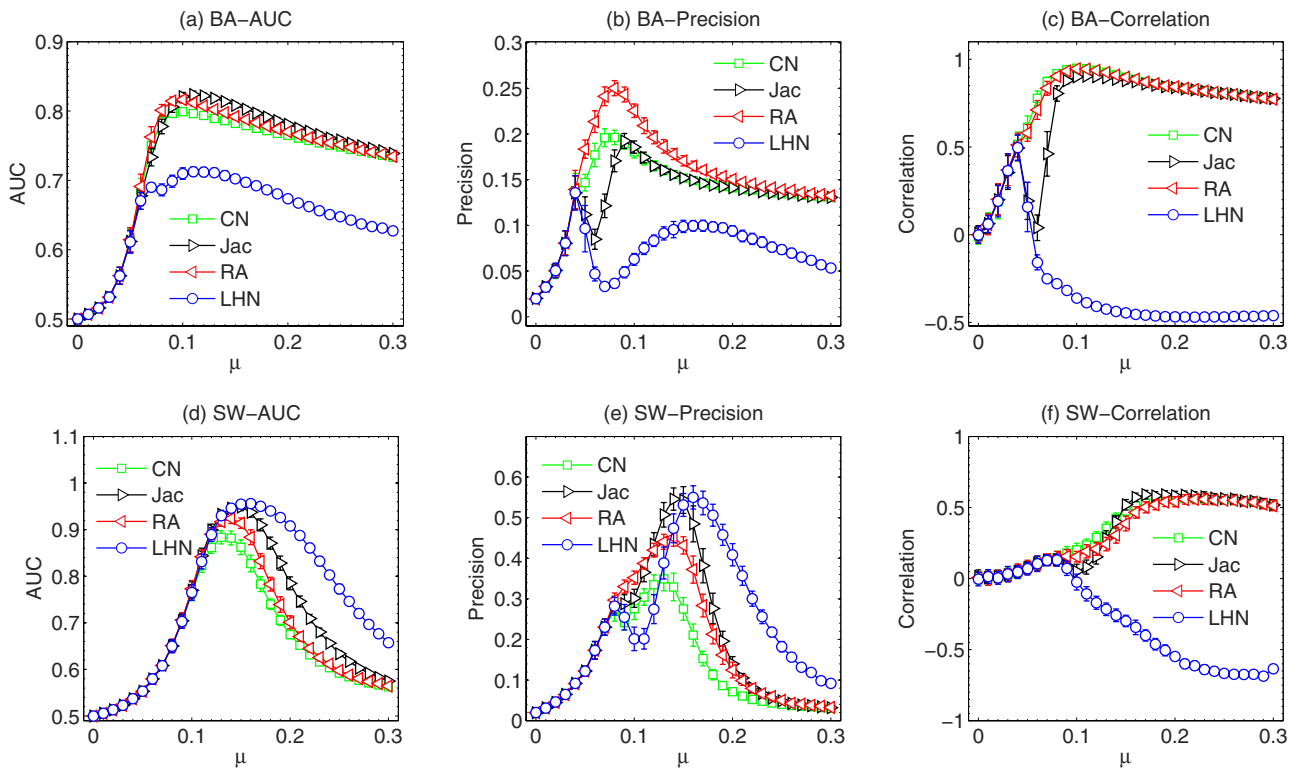 (a) BA−AUC
0.9
0.8
0.7
0.6
0.5
AUC
CN
Jac
RA
LHN
0
0.1
0.2
0.3
μ
(b) BA−Precision
0.3
0.25
0.2
0.15
0.1
0.05
0
Precision
CN
Jac
RA
LHN
0
0.1
0.2
0.3
μ
(c) BA−Correlation
1
0.5
0
−0.5
Correlation
CN
Jac
RA
LHN
0
0.1
0.2
0.3
μ
(d) SW−AUC
1.1
1
0.9
0.8
0.7
0.6
0.5
AUC
CN
Jac
RA
LHN
0
0.1
0.2
0.3
μ
(e) SW−Precision
0.6
0.5
0.4
0.3
0.2
0.1
0
Precision
CN
Jac
RA
LHN
0
0.1
0.2
0.3
μ
(f) SW−Correlation
1
0.5
0
−0.5
−1
Correlation
CN
Jac
RA
LHN
0
0.1
0.2
0.3
μ